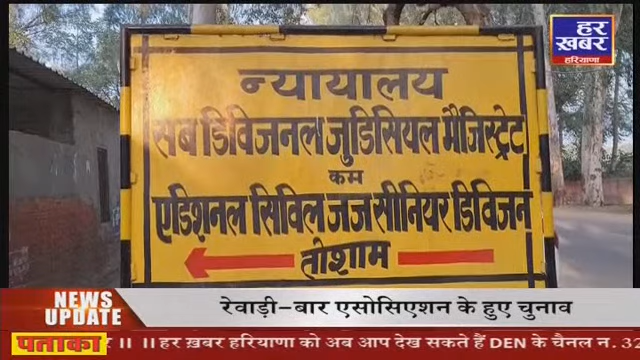 हर
ख़बर
हरियाणा
न्यायालय
सब डिविजनल जुडिसियल मैजिस्ट्रेट
कम
एडिशनल सिविल जज सीनियर डिविजन
तोशाम
NEWS
UPDATE
रेवाड़ी-बार एसोसिएशन के हुए चुनाव
पताका
।। ।। हर ख़बर हरियाणा को अब आप देख सकते हैं DEN के चैनल न. 32